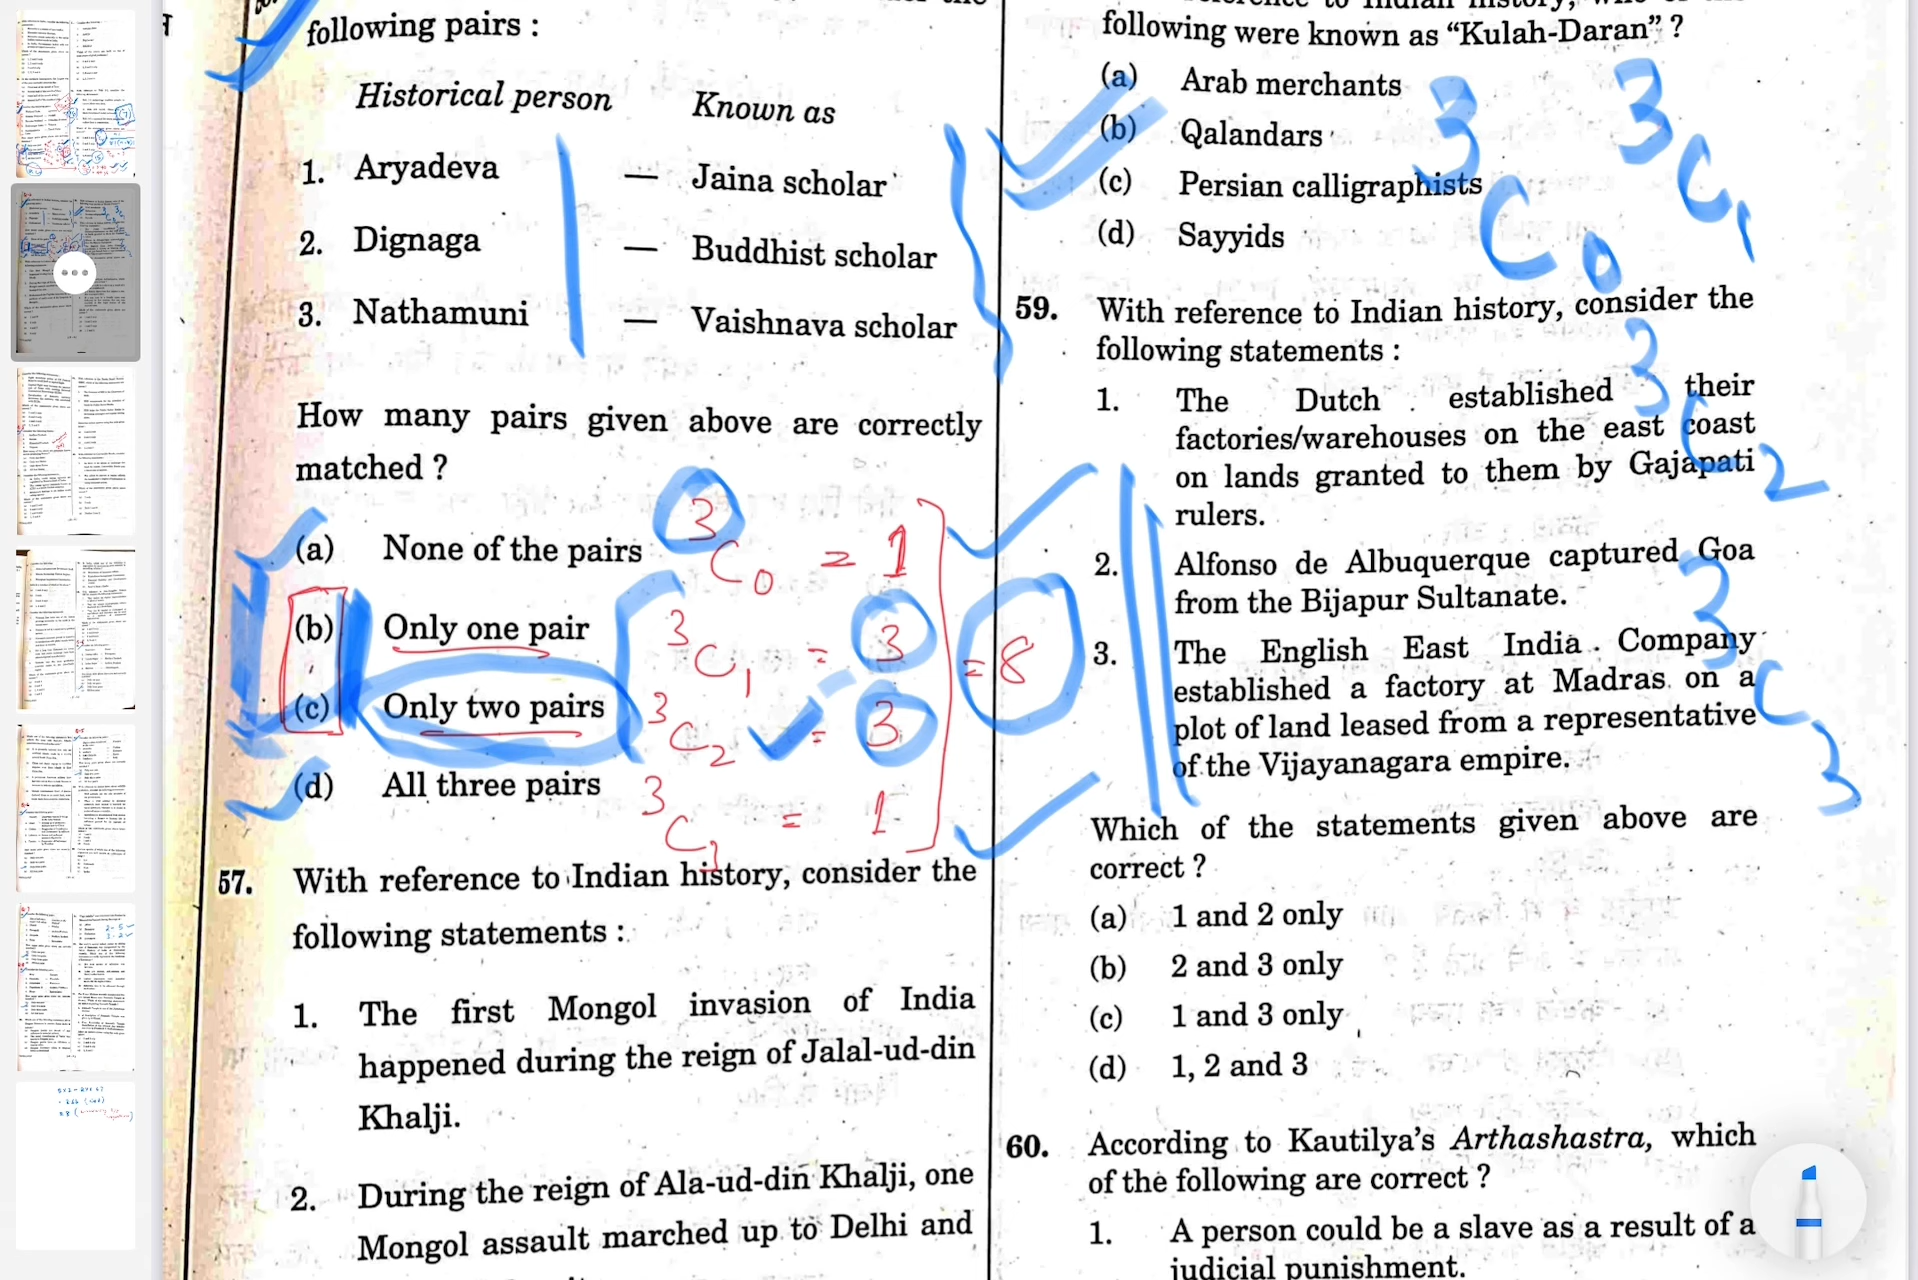 following pairs :
Historical person Known as
1. Aryadeva — Jaina scholar
2. Dignaga — Buddhist scholar
3. Nathamuni — Vaishnava scholar
How many pairs given above are correctly
matched ?
(a) None of the pairs
(b) Only one pair
(c) Only two pairs
(d) All three pairs
3C0 = 1
3C1 = 3
3C2 = 3
3C3 = 1
= 8
57. With reference to Indian history, consider the
following statements :
1. The first Mongol invasion of India
happened during the reign of Jalal-ud-din
Khalji.
2. During the reign of Ala-ud-din Khalji, one
Mongol assault marched up to Delhi and
following were known as “Kulah-Daran” ?
(a) Arab merchants
(b) Qalandars
(c) Persian calligraphists
(d) Sayyids
3C0
3C1
3C2
3C3
59. With reference to Indian history, consider the
following statements :
1. The Dutch established their
factories/warehouses on the east coast
on lands granted to them by Gajapati
rulers.
2. Alfonso de Albuquerque captured Goa
from the Bijapur Sultanate.
3. The English East India Company
established a factory at Madras on a
plot of land leased from a representative
of the Vijayanagara empire.
Which of the statements given above are
correct ?
(a) 1 and 2 only
(b) 2 and 3 only
(c) 1 and 3 only
(d) 1, 2 and 3
60. According to Kautilya’s Arthashastra, which
of the following are correct ?
1. A person could be a slave as a result of a
judicial punishment.